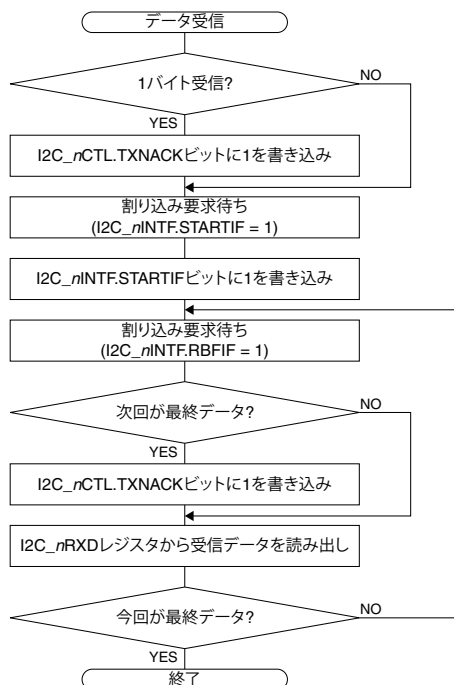 データ受信
1バイト受信?
NO
YES
I2C_nCTL.TXNACKビットに1を書き込み
割り込み要求待ち
(I2C_nINTF.STARTIF = 1)
I2C_nINTF.STARTIFビットに1を書き込み
割り込み要求待ち
(I2C_nINTF.RBFIF = 1)
次回が最終データ?
NO
YES
I2C_nCTL.TXNACKビットに1を書き込み
I2C_nRXDレジスタから受信データを読み出し
今回が最終データ?
NO
YES
終了